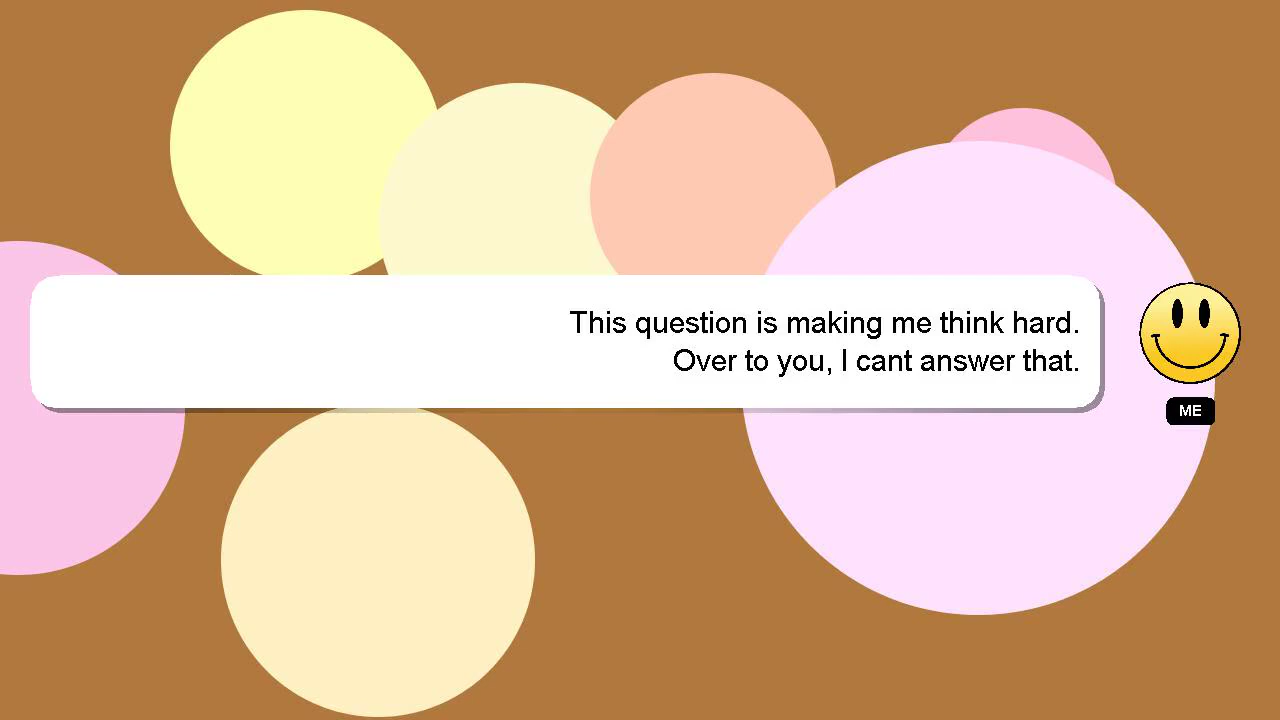 This question is making me think hard.
Over to you, I cant answer that.
ME